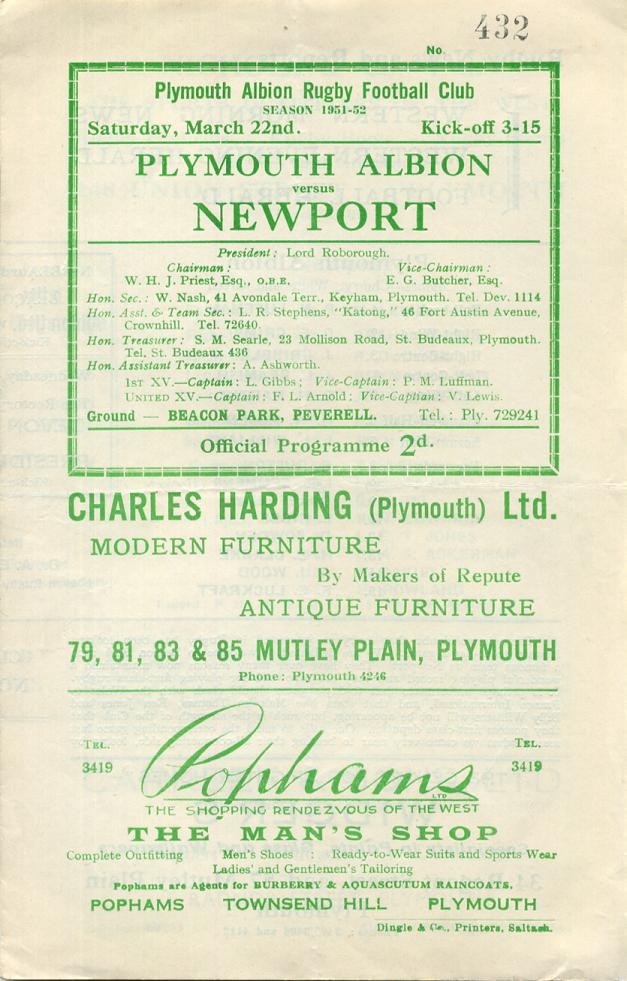 432
No.
Plymouth Albion Rugby Football Club
SEASON 1951-52
Saturday, March 22nd. Kick-off 3-15
PLYMOUTH ALBION
versus
NEWPORT
President : Lord Roborough.
Chairman : Vice-Chairman :
W. H. J. Priest, Esq., O.B.E. E. G. Butcher, Esq.
Hon. Sec. : W. Nash, 41 Avondale Terr., Keyham, Plymouth. Tel. Dev. 1114
Hon. Asst. & Team Sec. : L. R. Stephens, "Katong," 46 Fort Austin Avenue,
Crownhill. Tel. 72640.
Hon. Treasurer : S. M. Searle, 23 Mollison Road, St. Budeaux, Plymouth.
Tel. St. Budeaux 436
Hon. Assistant Treasurer : A. Ashworth.
1ST XV.—Captain : L. Gibbs ; Vice-Captain : P. M. Luffman.
UNITED XV.—Captain : F. L. Arnold ; Vice-Captian : V. Lewis.
Ground — BEACON PARK, PEVERELL. Tel. : Ply. 729241
Official Programme 2d.
CHARLES HARDING (Plymouth) Ltd.
MODERN FURNITURE
By Makers of Repute
ANTIQUE FURNITURE
79, 81, 83 & 85 MUTLEY PLAIN, PLYMOUTH
Phone : Plymouth 4246
TEL. 3419
Pophams LTD
TEL. 3419
THE SHOPPING RENDEZVOUS OF THE WEST
THE MAN'S SHOP
Complete Outfitting Men's Shoes : Ready-to-Wear Suits and Sports Wear
Ladies' and Gentlemen's Tailoring
Pophams are Agents for BURBERRY & AQUASCUTUM RAINCOATS.
POPHAMS TOWNSEND HILL PLYMOUTH
Dingle & Co., Printers, Saltash.